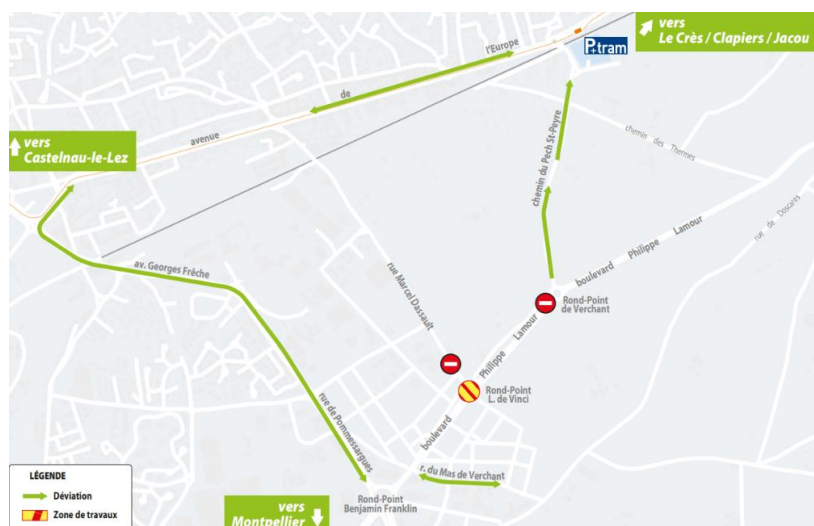 vers
Le Crès / Clapiers / Jacou
P+tram
l'Europe
de
avenue
vers
Castelnau-le-Lez
chemin du Pech St-Peyre
chemin des Thermes
rue de Doscares
boulevard Philippe Lamour
av. Georges Frêche
rue Marcel Dassault
Rond-Point
de Verchant
boulevard Philippe Lamour
Rond-Point
L. de Vinci
rue de Pommessargues
r. du Mas de Verchant
LÉGENDE
Déviation
Zone de travaux
Rond-Point
Benjamin Franklin
vers
Montpellier